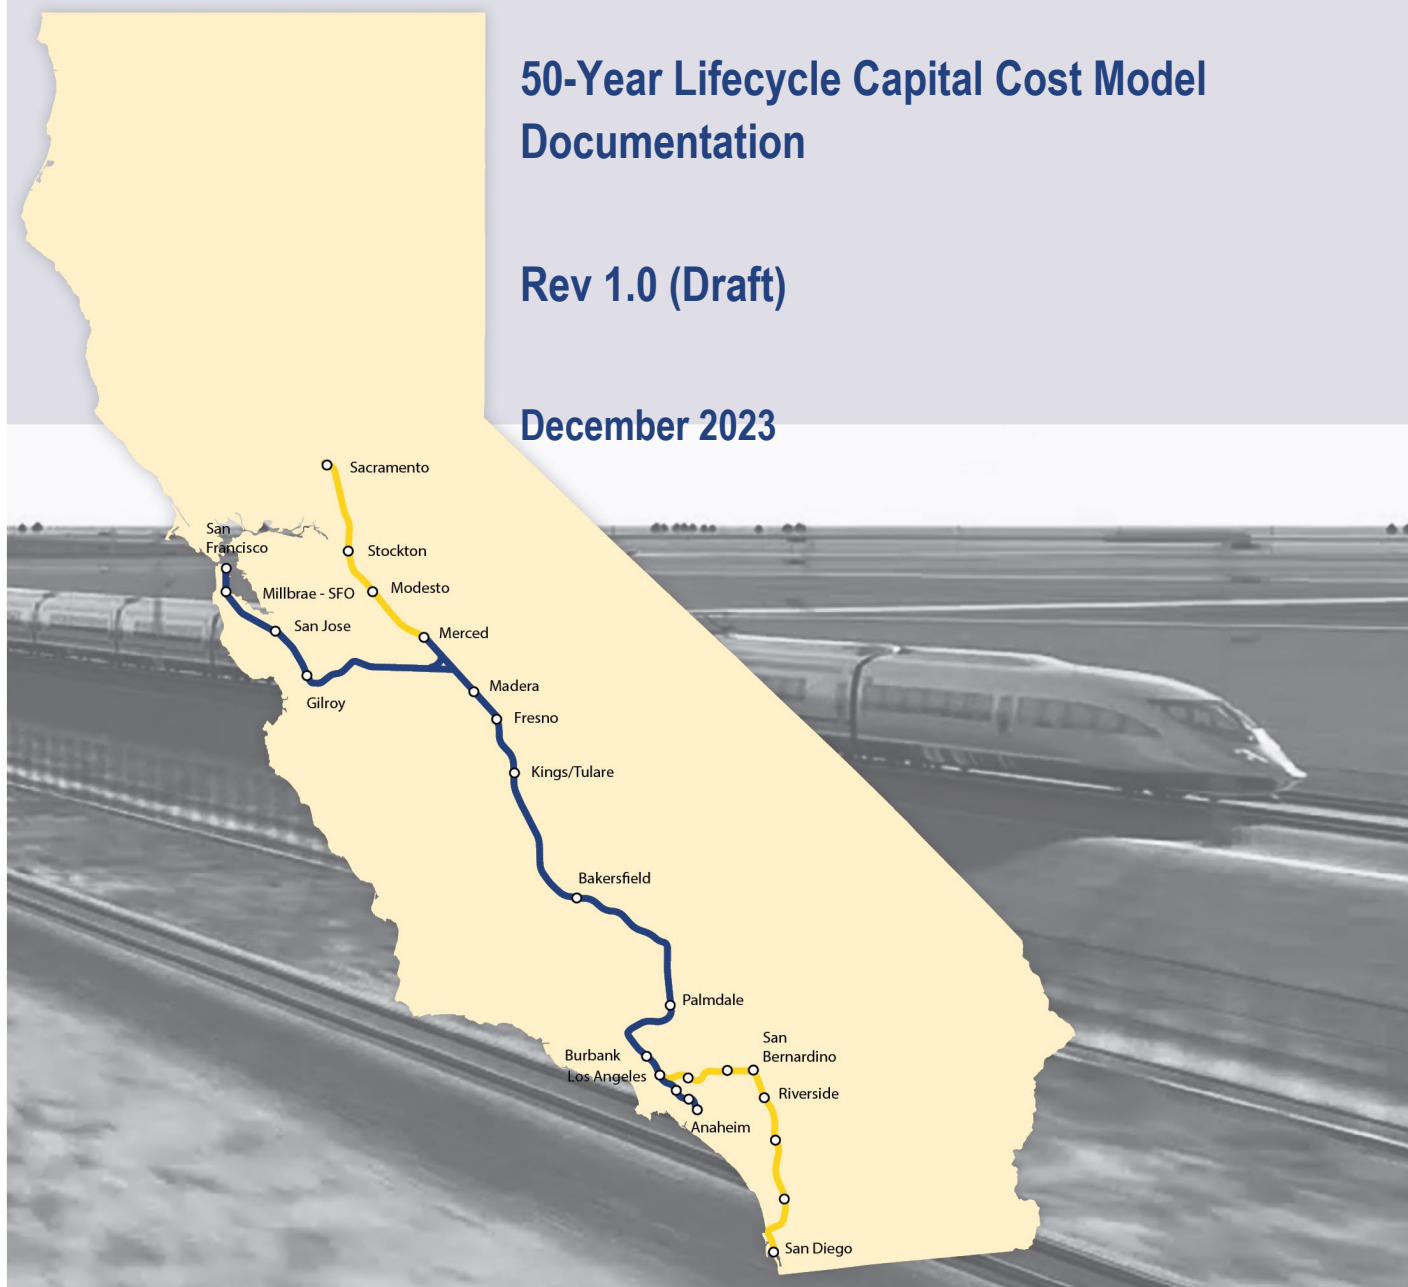 50-Year Lifecycle Capital Cost Model
Documentation
Rev 1.0 (Draft)
December 2023
Sacramento
San
Francisco
Stockton
Millbrae - SFO
Modesto
San Jose
Merced
Gilroy
Madera
Fresno
Kings/Tulare
Bakersfield
Palmdale
San
Bernardino
Burbank
Los Angeles
Riverside
Anaheim
San Diego